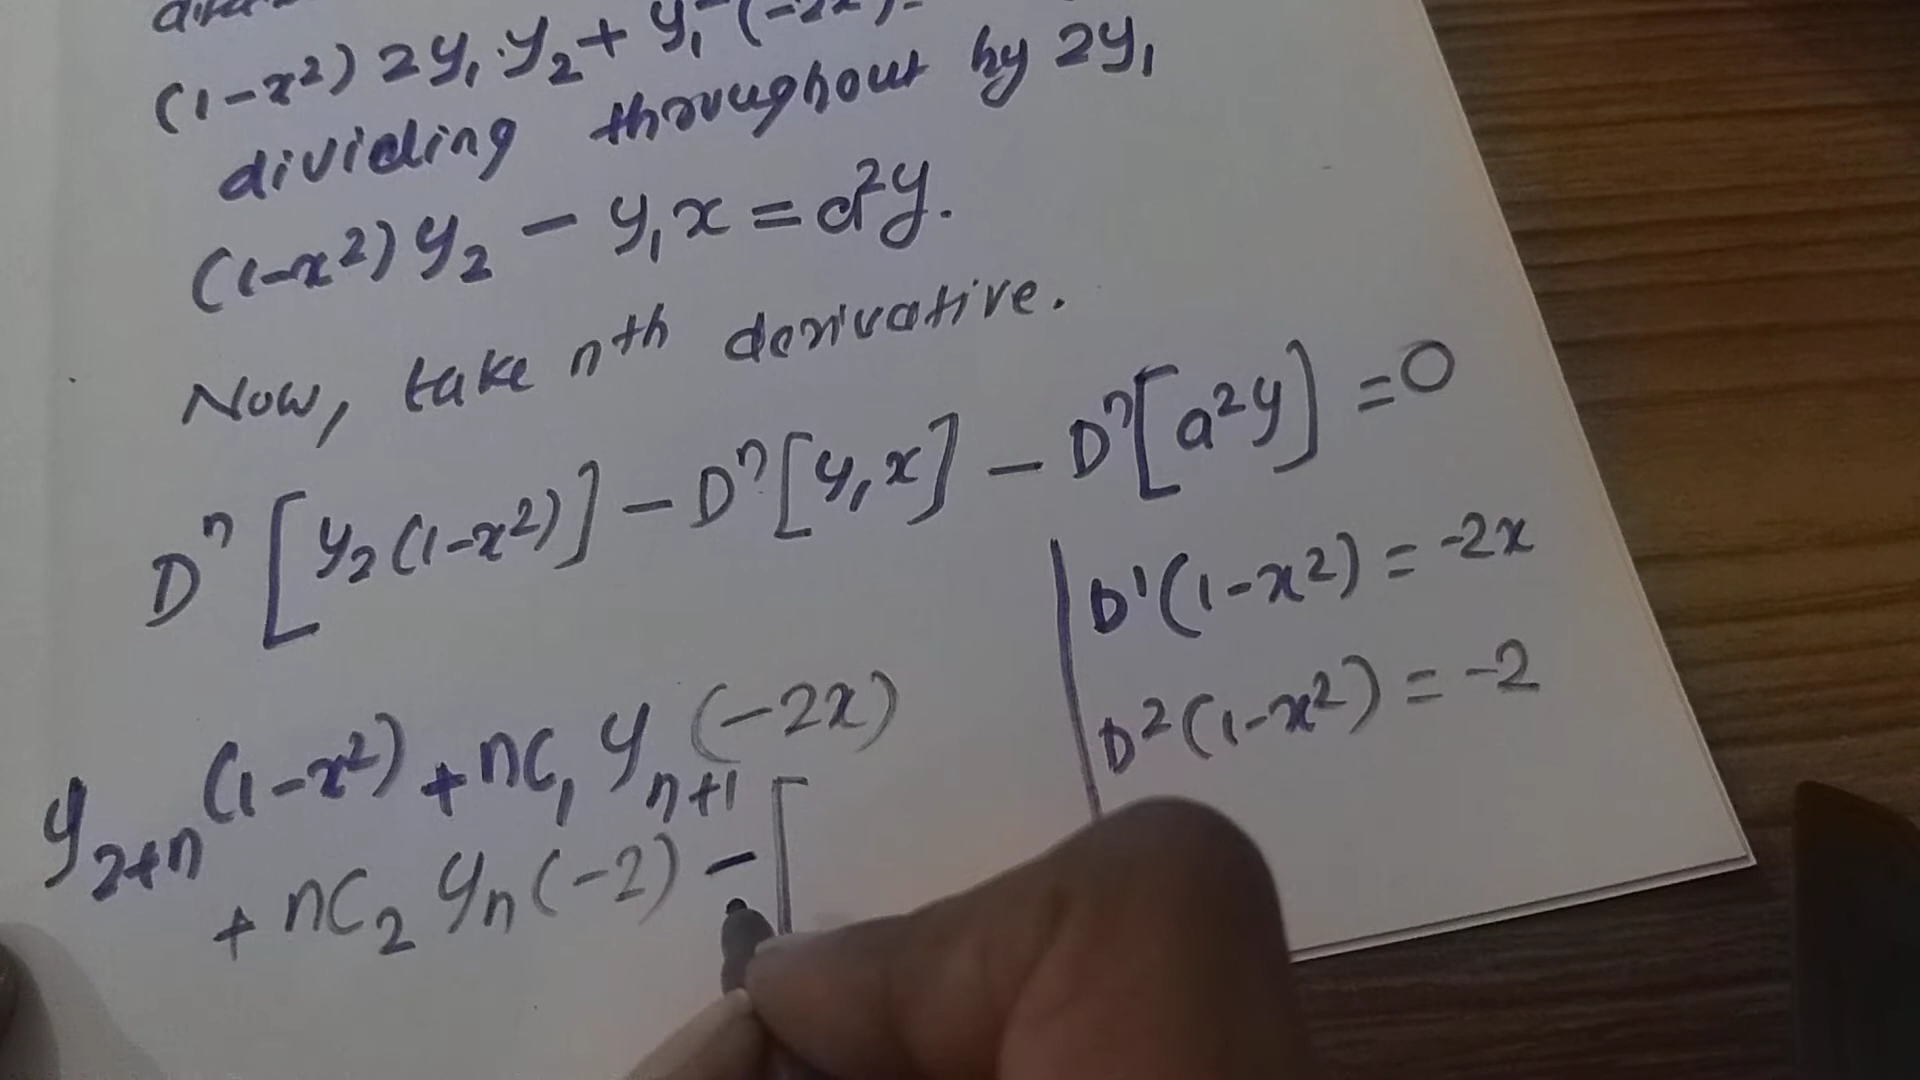 (1-x²) 2y₁.y₂ + y₁²(-2x)
dividing throughout by 2y₁
(1-x²) y₂ - y₁x = a²y.
Now, take nth derivative.
Dⁿ [y₂(1-x²)] - Dⁿ[y₁x] - Dⁿ[a²y] = 0
D¹(1-x²) = -2x
D²(1-x²) = -2
y₂₊ₙ(1-x²) + nC₁ yₙ₊₁ (-2x)
+ nC₂ yₙ(-2) - [